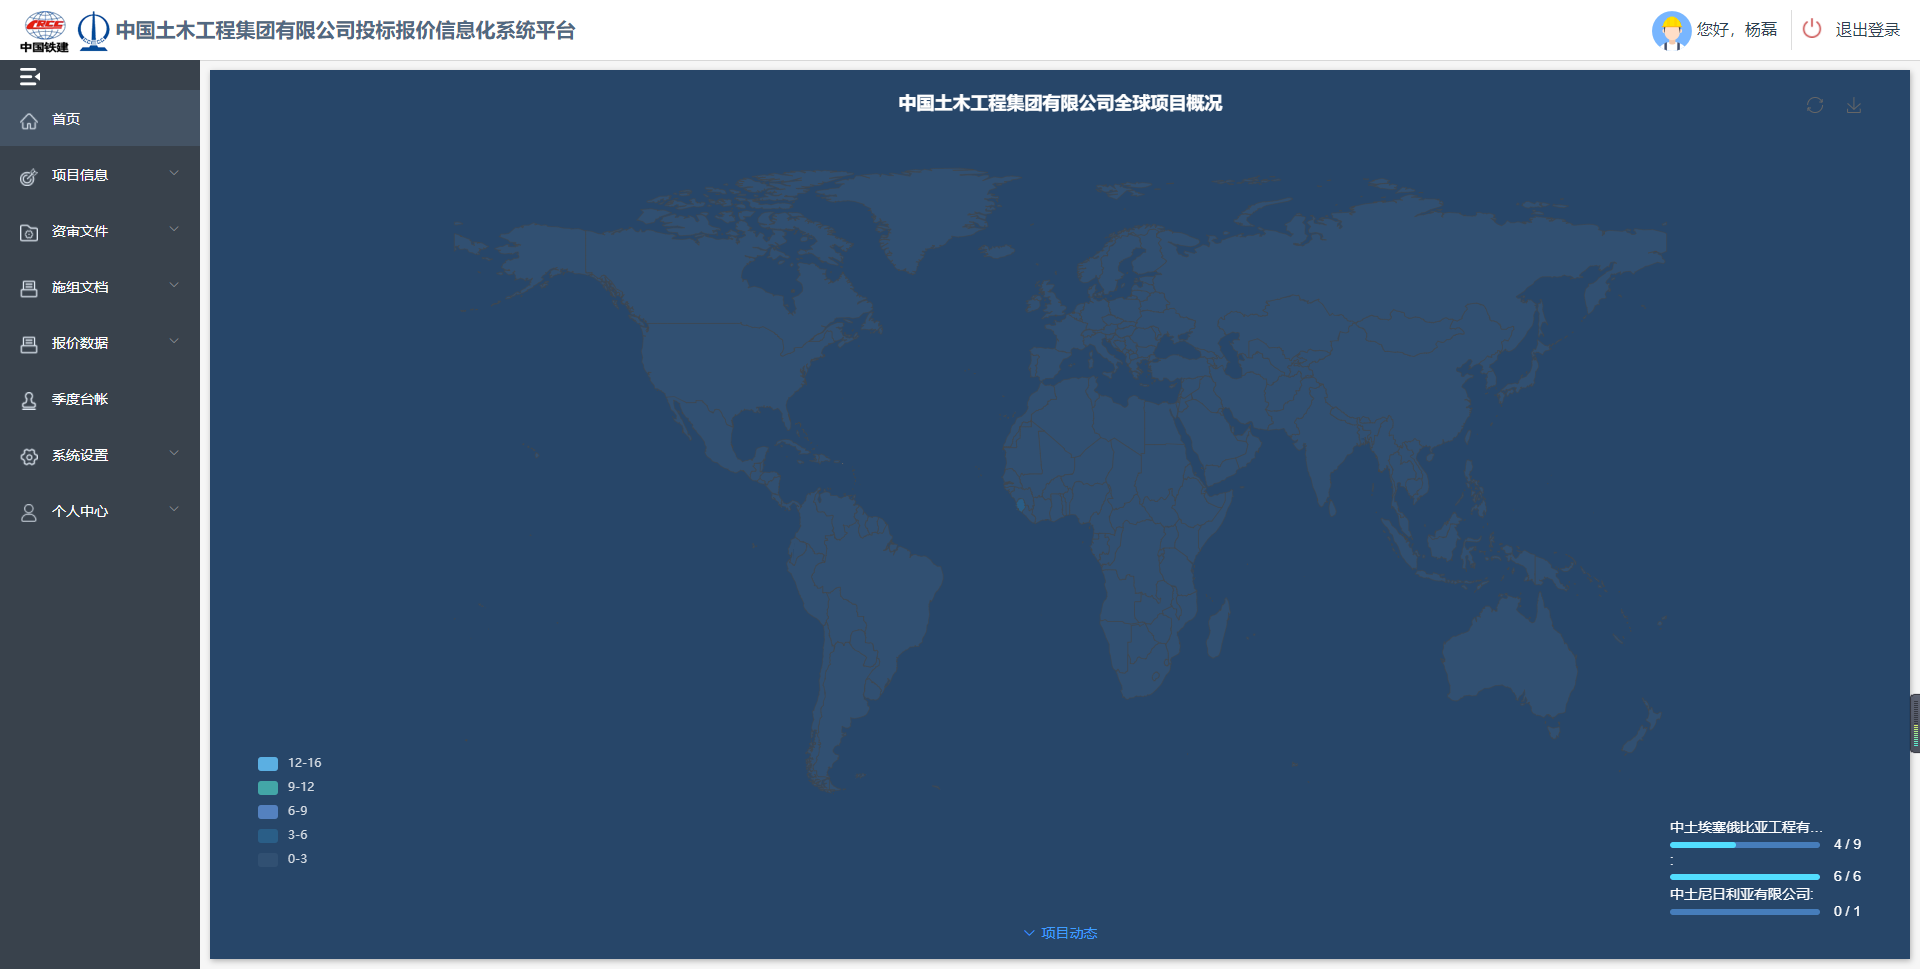 CRCC
中国铁建
CCECC
中国土木工程集团有限公司投标报价信息化系统平台
您好，杨磊
退出登录
首页
项目信息
资审文件
施组文档
报价数据
季度台帐
系统设置
个人中心
中国土木工程集团有限公司全球项目概况
12-16
9-12
6-9
3-6
0-3
中土埃塞俄比亚工程有...
4 / 9
:
6 / 6
中土尼日利亚有限公司:
0 / 1
项目动态